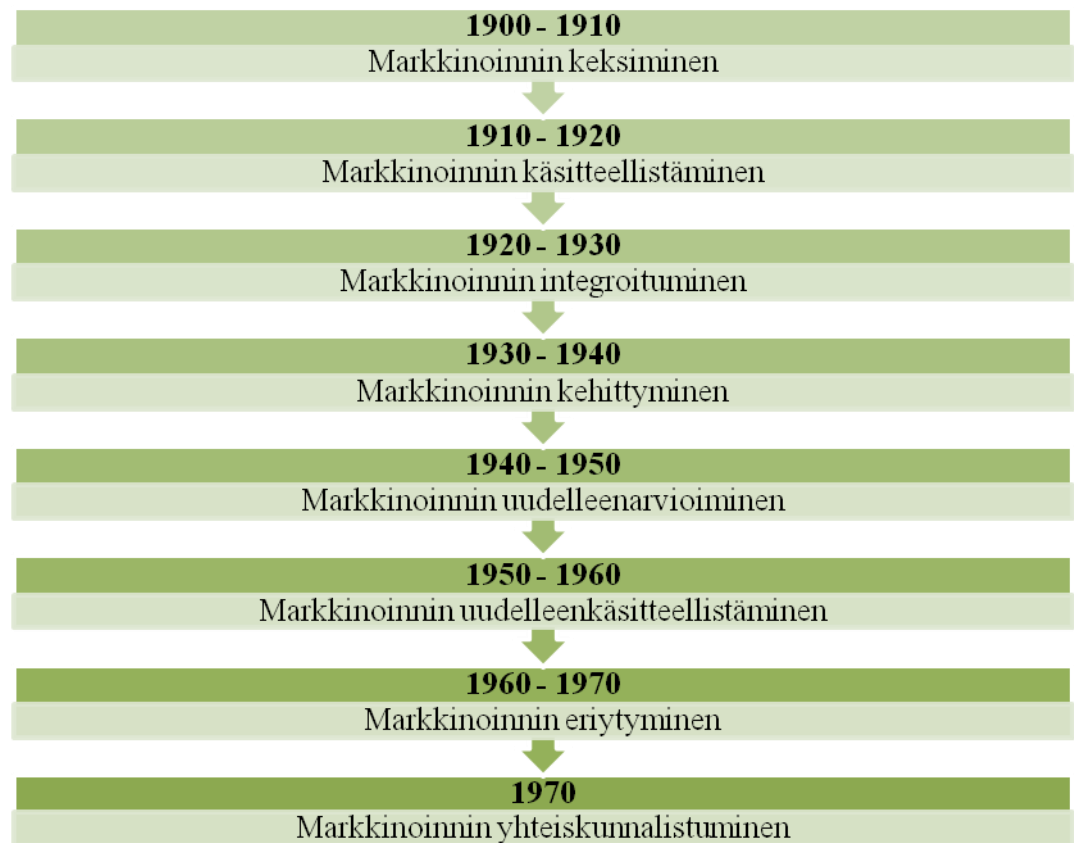 1900 - 1910
Markkinoinnin keksiminen
1910 - 1920
Markkinoinnin käsitteellistäminen
1920 - 1930
Markkinoinnin integroituminen
1930 - 1940
Markkinoinnin kehittyminen
1940 - 1950
Markkinoinnin uudelleenarvioiminen
1950 - 1960
Markkinoinnin uudelleenkäsitteellistäminen
1960 - 1970
Markkinoinnin eriytyminen
1970
Markkinoinnin yhteiskunnalistuminen